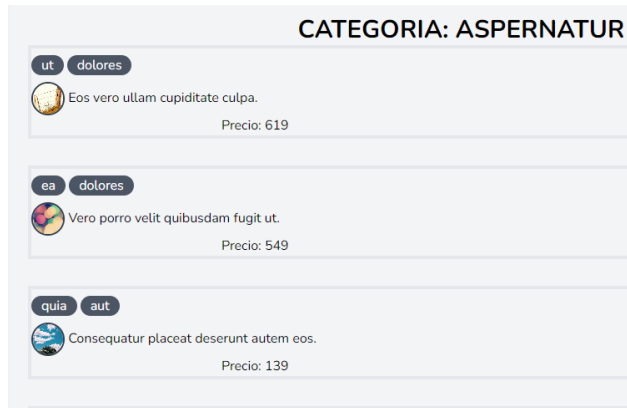 CATEGORIA: ASPERNATUR
ut dolores
Eos vero ullam cupiditate culpa.
Precio: 619
ea dolores
Vero porro velit quibusdam fugit ut.
Precio: 549
quia aut
Consequatur placeat deserunt autem eos.
Precio: 139